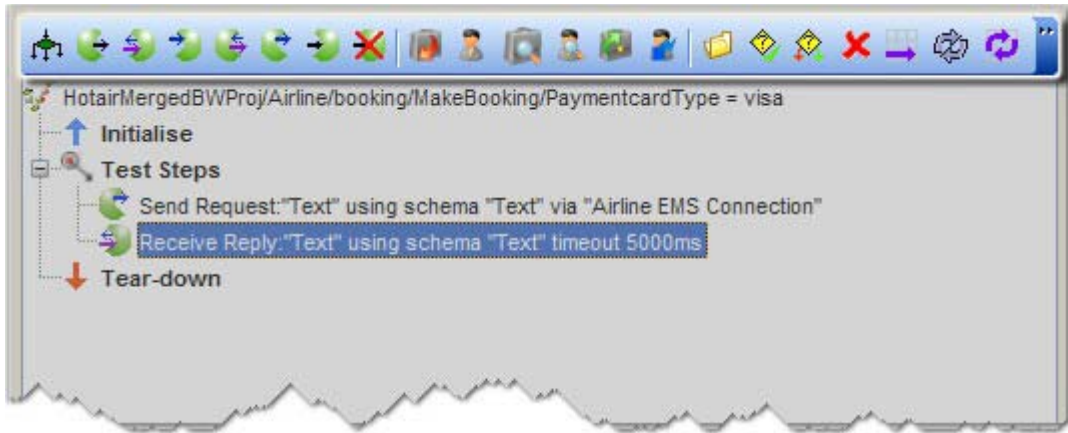 HotairMergedBWProj/Airline/booking/MakeBooking/PaymentcardType = visa
Initialise
Test Steps
Send Request:"Text" using schema "Text" via "Airline EMS Connection"
Receive Reply:"Text" using schema "Text" timeout 5000ms
Tear-down